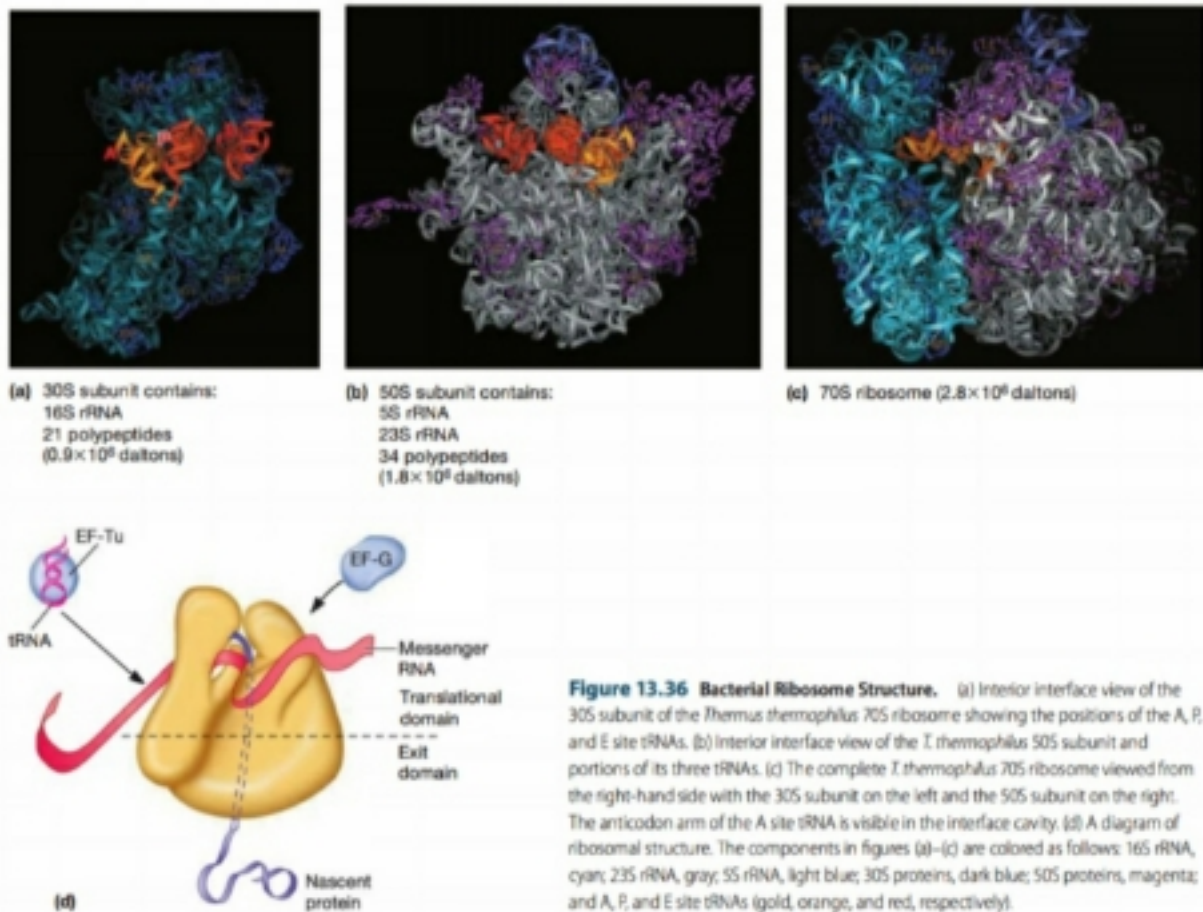 (a) 30S subunit contains:
16S rRNA
21 polypeptides
(0.9×10⁶ daltons)
(b) 50S subunit contains:
5S rRNA
23S rRNA
34 polypeptides
(1.8×10⁶ daltons)
(c) 70S ribosome (2.8×10⁶ daltons)
EF-Tu
tRNA
EF-G
Messenger
RNA
Translational
domain
Exit
domain
Nascent
protein
(d)
Figure 13.36 Bacterial Ribosome Structure. (a) Interior interface view of the
30S subunit of the Thermus thermophilus 70S ribosome showing the positions of the A, P,
and E site tRNAs. (b) Interior interface view of the T. thermophilus 50S subunit and
portions of its three tRNAs. (c) The complete T. thermophilus 70S ribosome viewed from
the right-hand side with the 30S subunit on the left and the 50S subunit on the right.
The anticodon arm of the A site tRNA is visible in the interface cavity. (d) A diagram of
ribosomal structure. The components in figures (a)–(c) are colored as follows: 16S rRNA,
cyan; 23S rRNA, gray; 5S rRNA, light blue; 30S proteins, dark blue; 50S proteins, magenta;
and A, P, and E site tRNAs (gold, orange, and red, respectively).